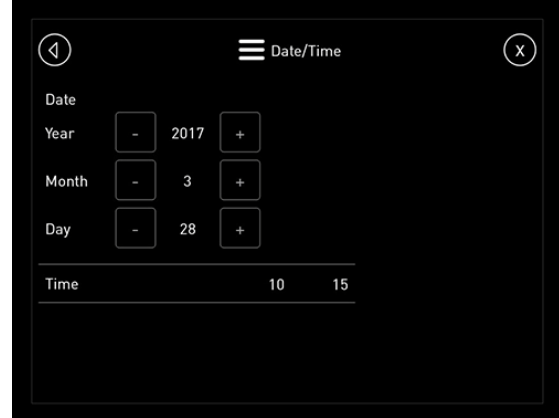 Date/Time X
Date
Year - 2017 +
Month - 3 +
Day - 28 +
Time 10 15